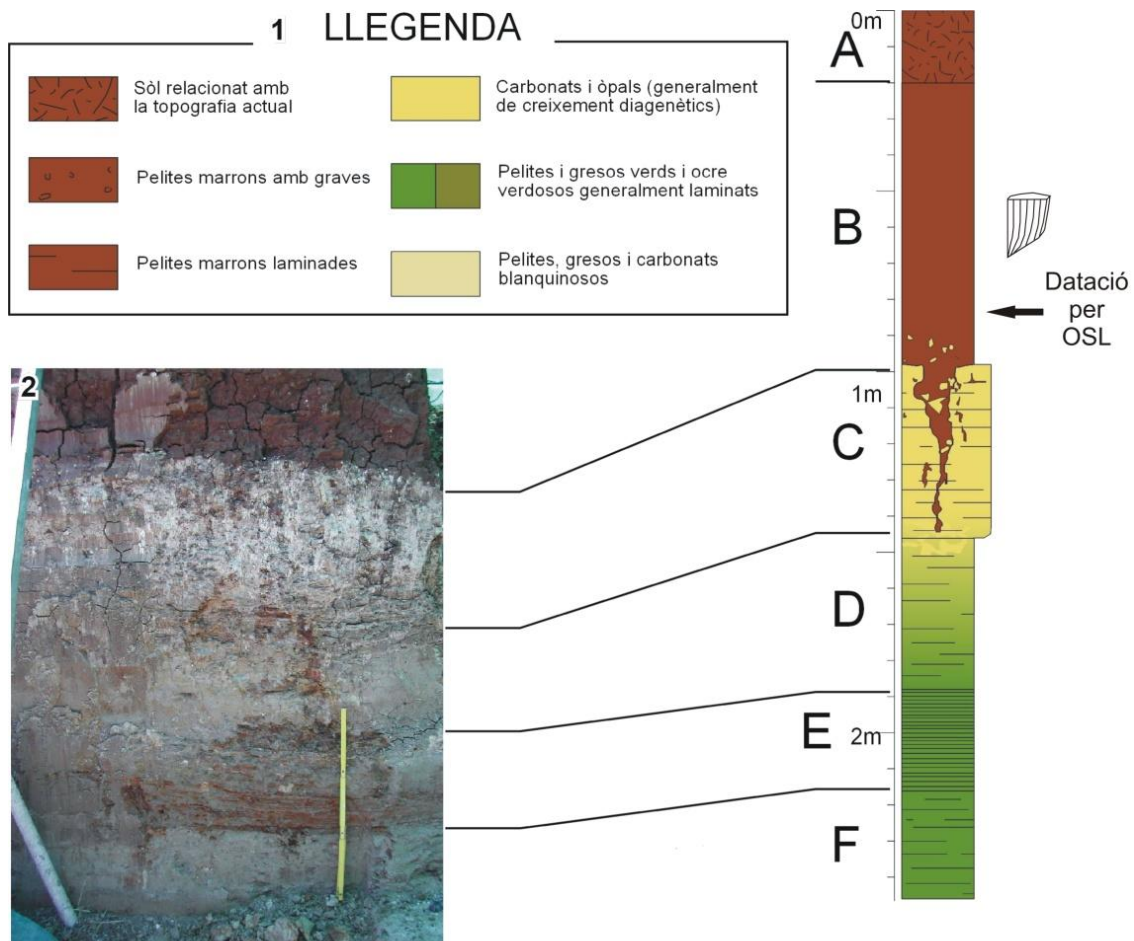 1 LLEGENDA
Sòl relacionat amb
la topografia actual
Pelites marrons amb graves
Pelites marrons laminades
Carbonats i òpals (generalment
de creixement diagenètics)
Pelites i gresos verds i ocre
verdosos generalment laminats
Pelites, gresos i carbonats
blanquinosos
2
0m
A
B
Datació
per
OSL
1m
C
D
E
2m
F